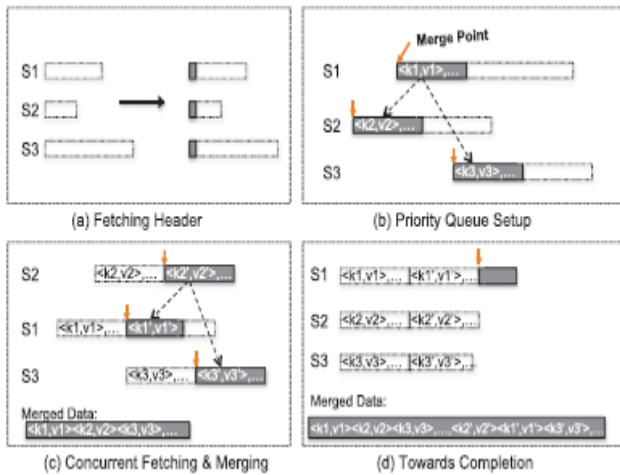 S1
S2
S3
(a) Fetching Header
Merge Point
S1
<k1,v1>,...
S2
<k2,v2>,...
S3
<k3,v3>,...
(b) Priority Queue Setup
S2
<k2,v2>,... <k2',v2'>,...
S1
<k1,v1>,... <k1',v1'>
S3
<k3,v3>,... <k3',v3'>,...
Merged Data:
<k1,v1><k2,v2><k3,v3>,...
(c) Concurrent Fetching & Merging
S1
<k1,v1>,... <k1',v1'>,...
S2
<k2,v2>,... <k2',v2'>,...
S3
<k3,v3>,... <k3',v3'>,...
Merged Data:
<k1,v1><k2,v2><k3,v3>,...,<k2',v2'><k1',v1'><k3',v3'>,...
(d) Towards Completion